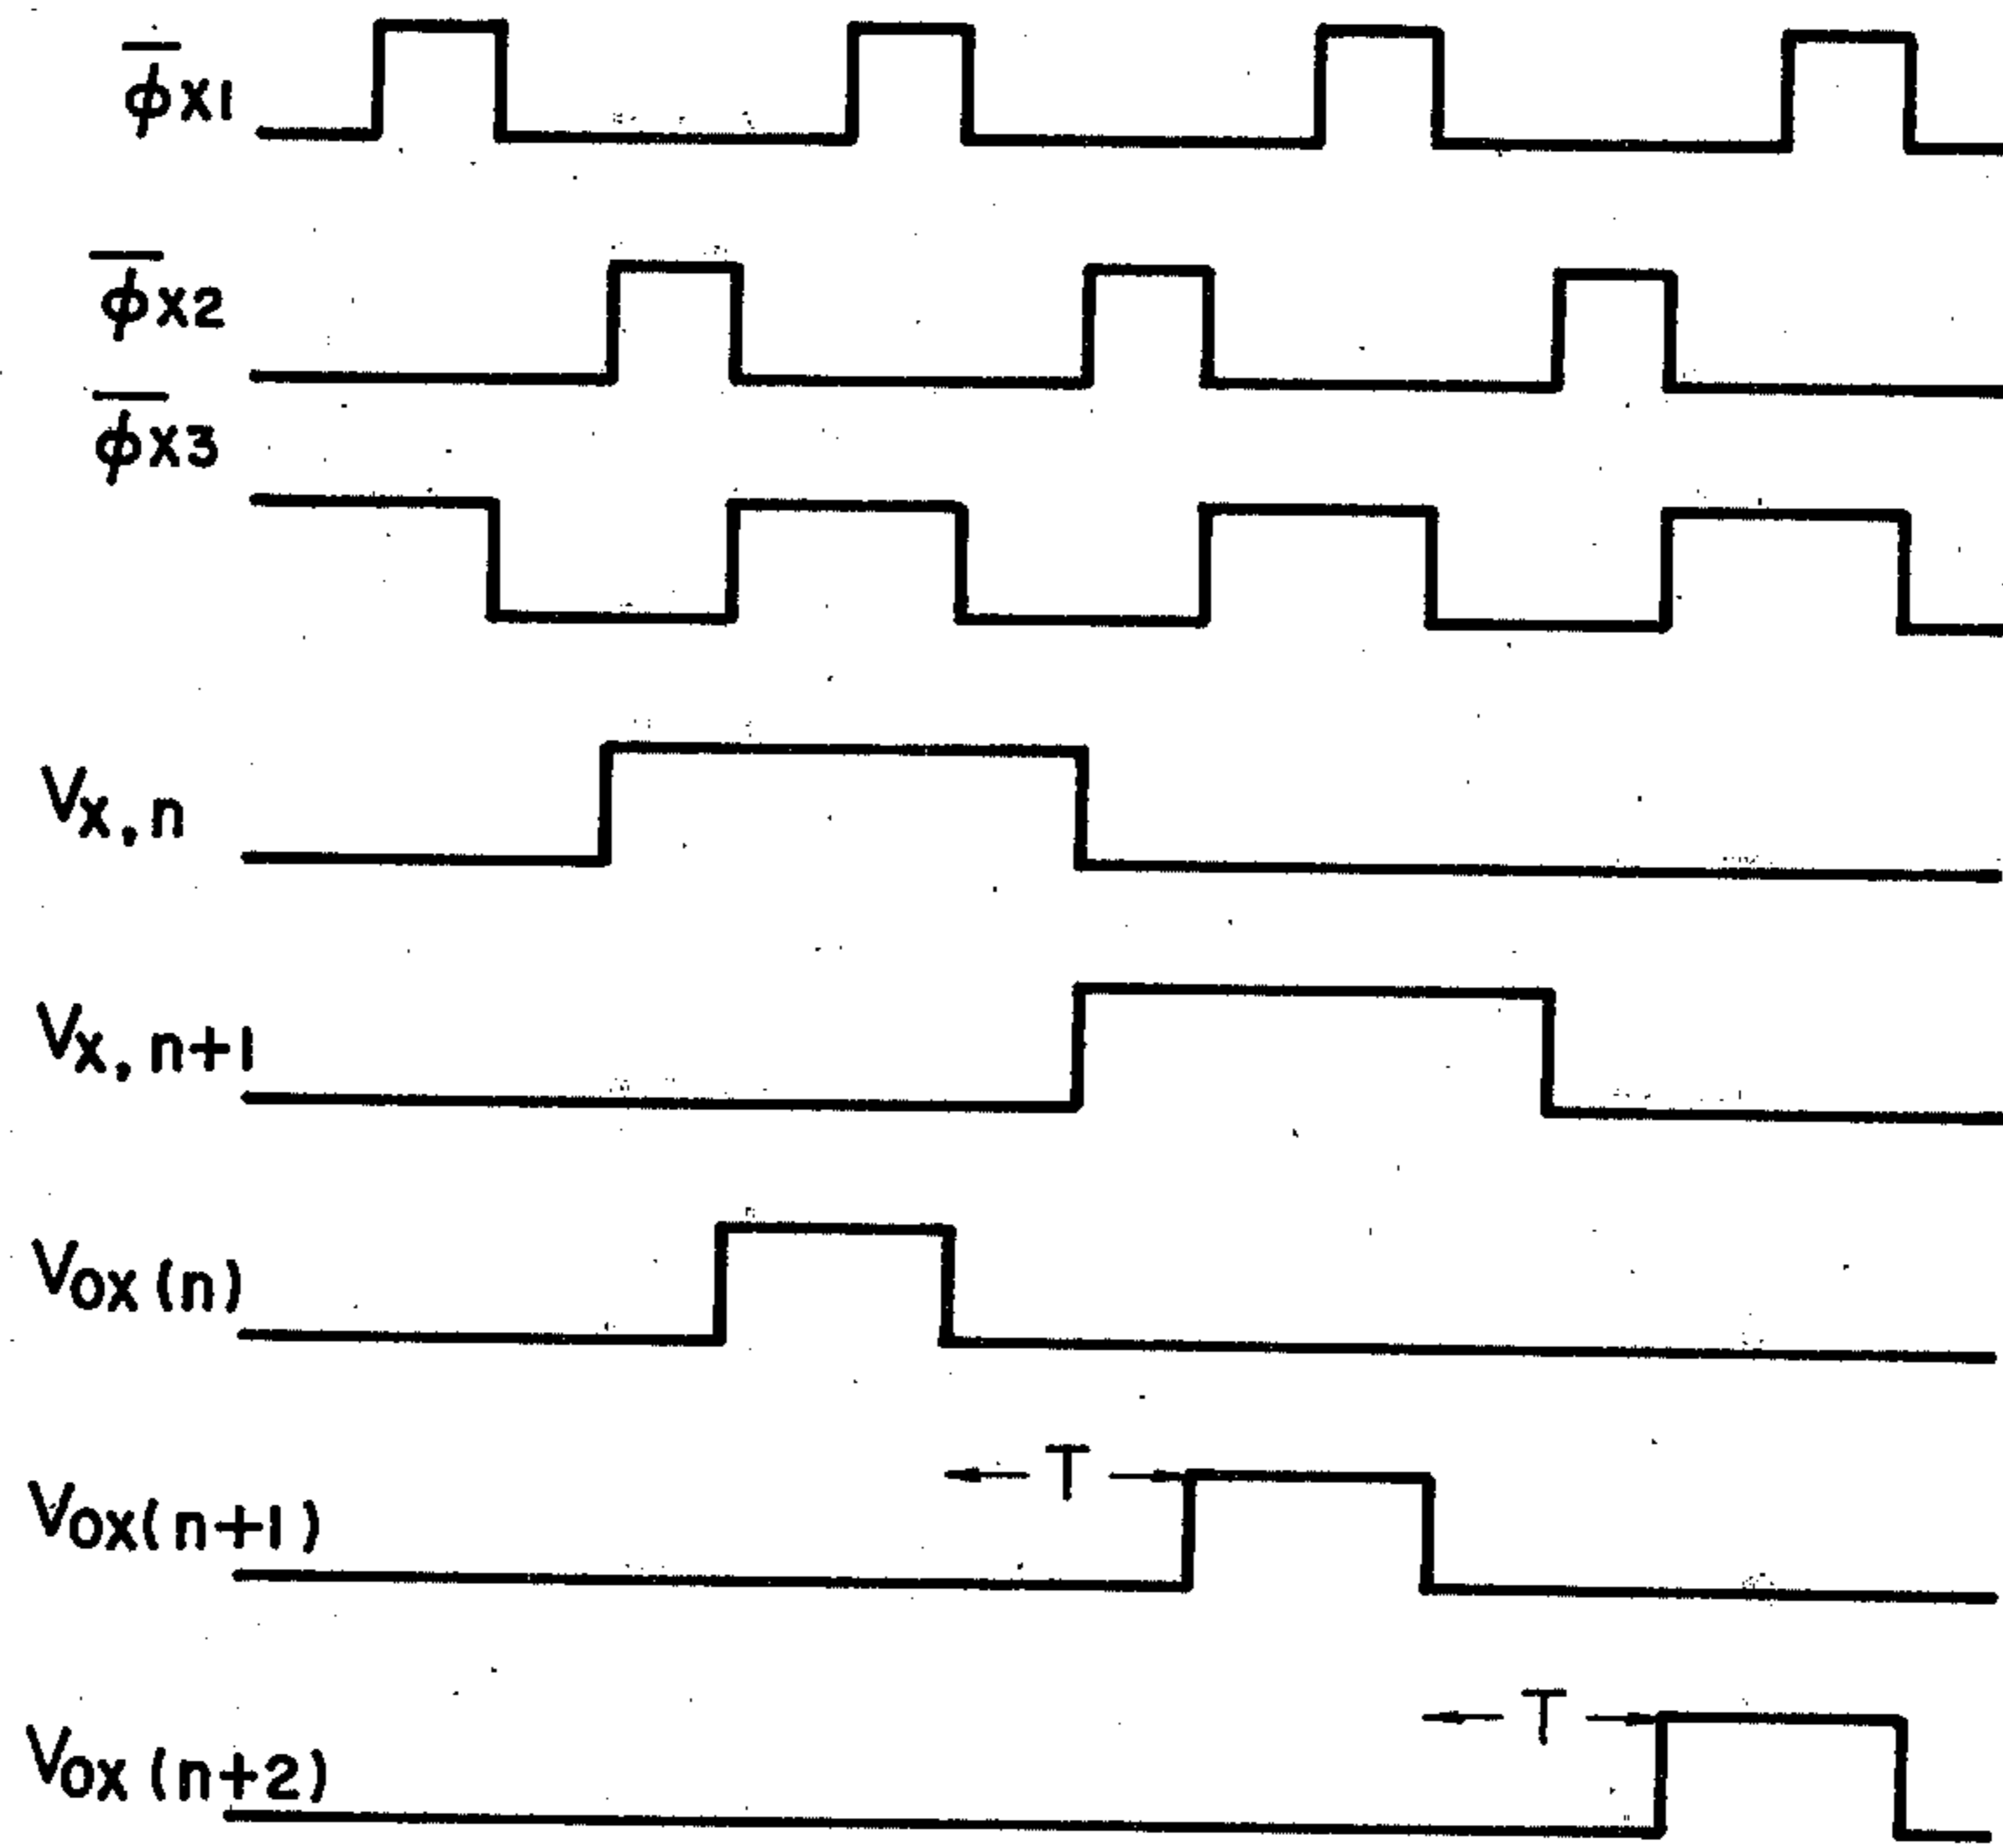 ϕ̅X1
ϕ̅X2
ϕ̅X3
Vx,n
Vx,n+1
Vox(n)
T
Vox(n+1)
T
Vox(n+2)